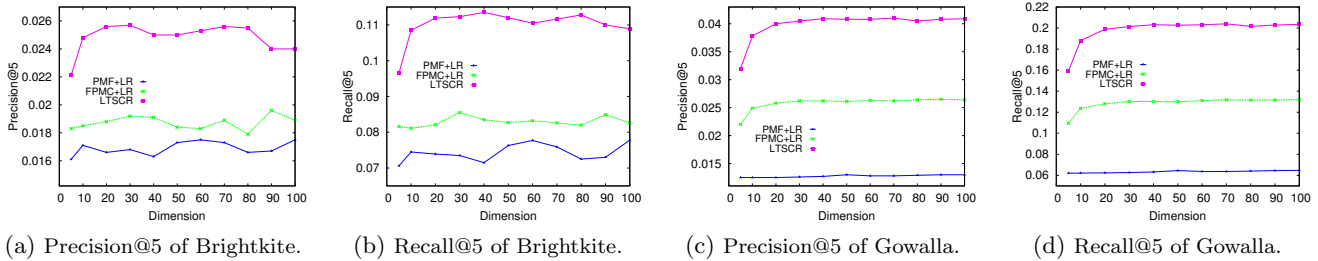 0.026
0.024
0.022
0.02
0.018
0.016
Precision@5
PMF+LR
FPMC+LR
LTSCR
0 10 20 30 40 50 60 70 80 90 100
Dimension
(a) Precision@5 of Brightkite.
0.11
0.1
0.09
0.08
0.07
Recall@5
PMF+LR
FPMC+LR
LTSCR
0 10 20 30 40 50 60 70 80 90 100
Dimension
(b) Recall@5 of Brightkite.
0.04
0.035
0.03
0.025
0.02
0.015
Precision@5
PMF+LR
FPMC+LR
LTSCR
0 10 20 30 40 50 60 70 80 90 100
Dimension
(c) Precision@5 of Gowalla.
0.2
0.18
0.16
0.14
0.12
0.1
0.08
0.06
Recall@5
PMF+LR
FPMC+LR
LTSCR
0 10 20 30 40 50 60 70 80 90 100
Dimension
(d) Recall@5 of Gowalla.